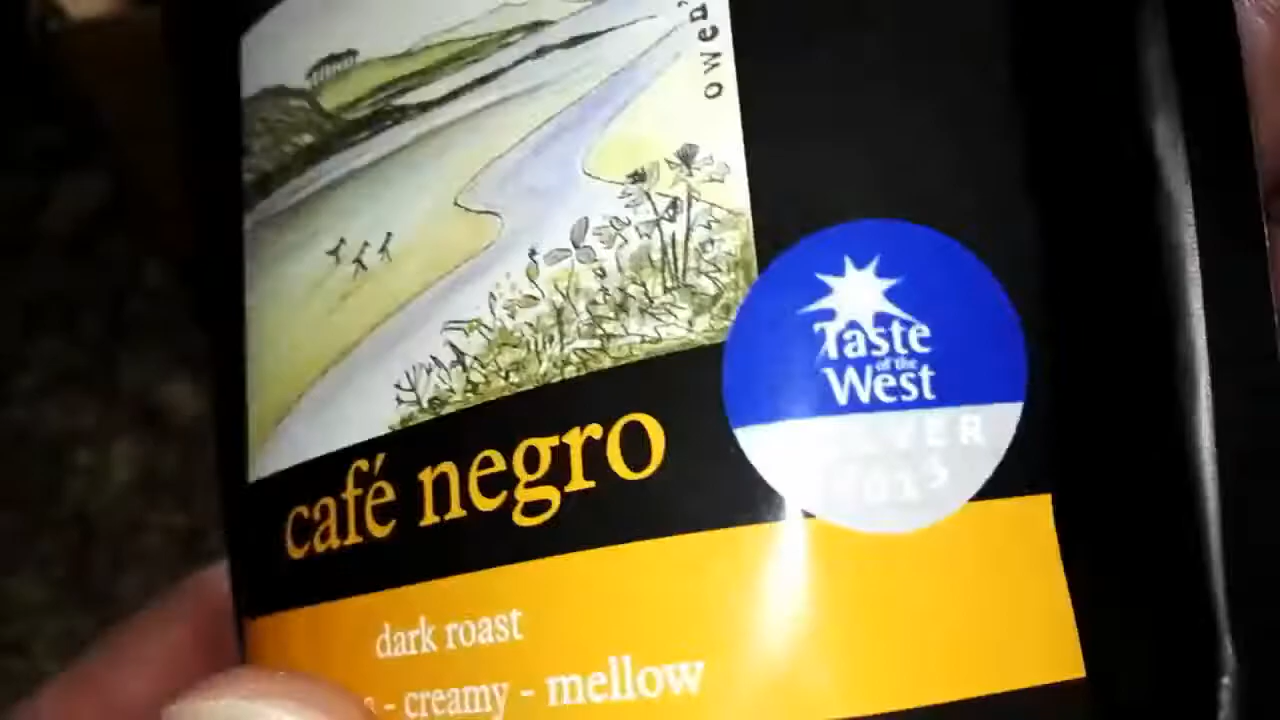 Taste
of the
West
café negro
dark roast
- creamy - mellow